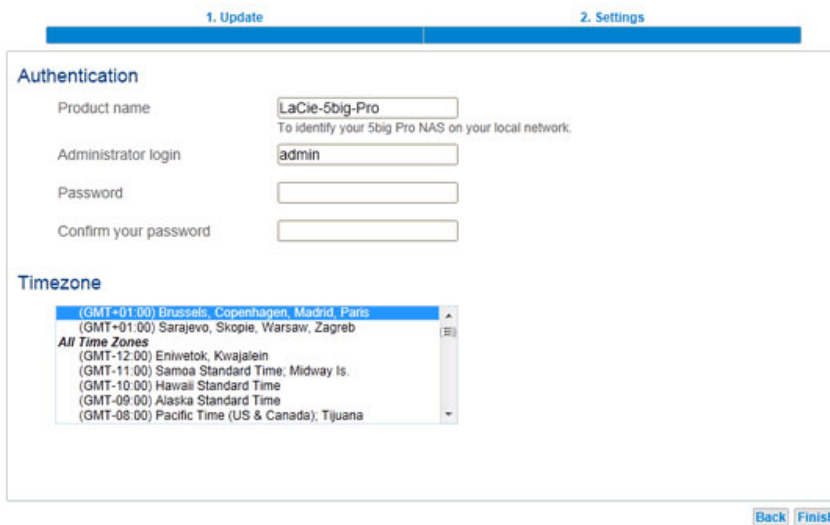 1. Update
2. Settings
Authentication
Product name
LaCie-5big-Pro
To identify your 5big Pro NAS on your local network.
Administrator login
admin
Password
Confirm your password
Timezone
(GMT+01:00) Brussels, Copenhagen, Madrid, Paris
(GMT+01:00) Sarajevo, Skopie, Warsaw, Zagreb
All Time Zones
(GMT-12:00) Eniwetok, Kwajalein
(GMT-11:00) Samoa Standard Time; Midway Is.
(GMT-10:00) Hawaii Standard Time
(GMT-09:00) Alaska Standard Time
(GMT-08:00) Pacific Time (US & Canada); Tijuana
Back
Finish